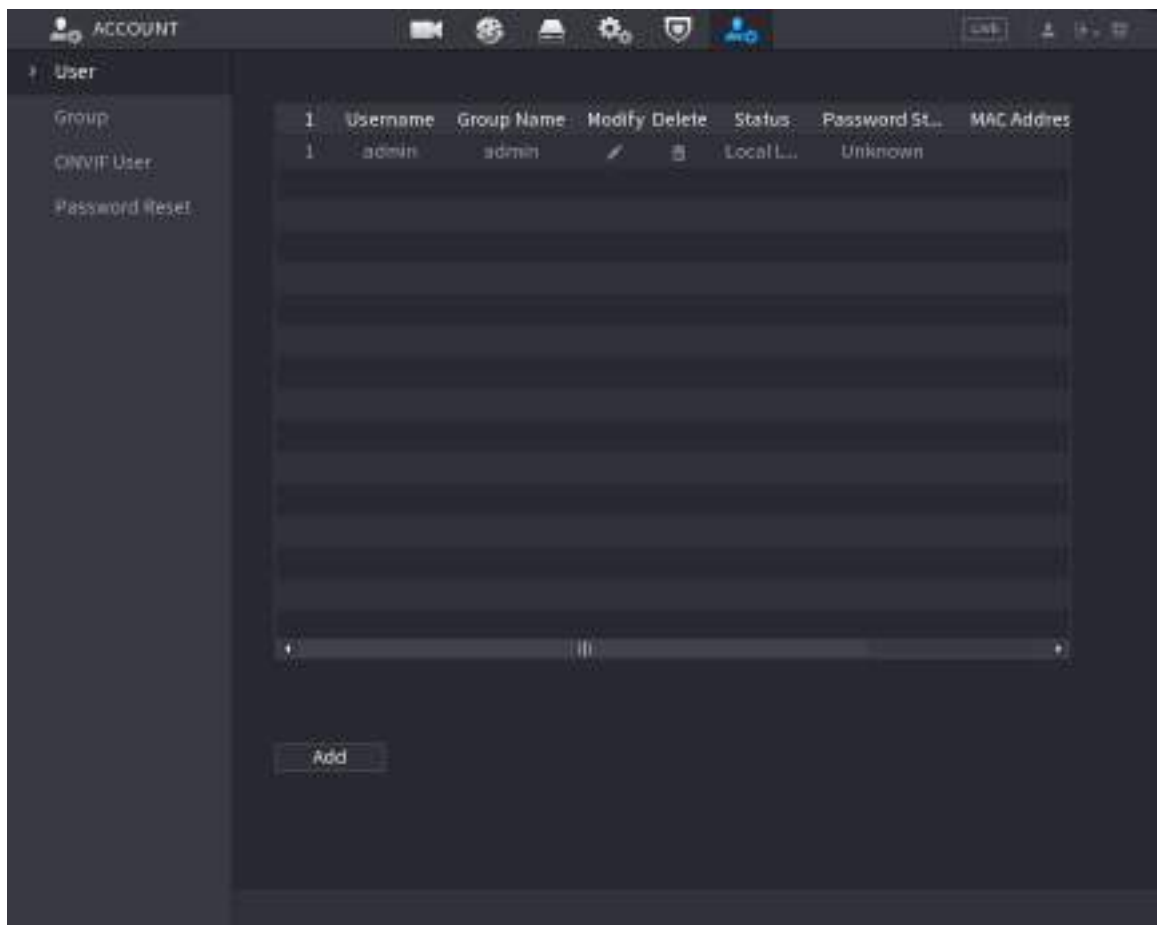 ACCOUNT
LIVE
User
Group
ONVIF User
Password Reset
1 Username Group Name Modify Delete Status Password St... MAC Addres
1 admin admin Local L... Unknown
Add